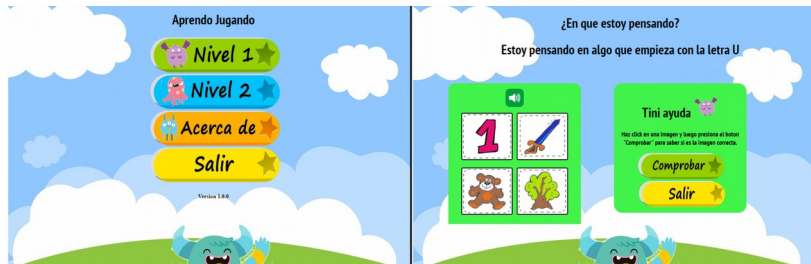 Aprendo Jugando
Nivel 1
Nivel 2
Acerca de
Salir
Version 1.0.0
¿En que estoy pensando?
Estoy pensando en algo que empieza con la letra U
1
Tini ayuda
Haz click en una imagen y luego presiona el boton
"Comprobar" para saber si es la imagen correcta.
Comprobar
Salir